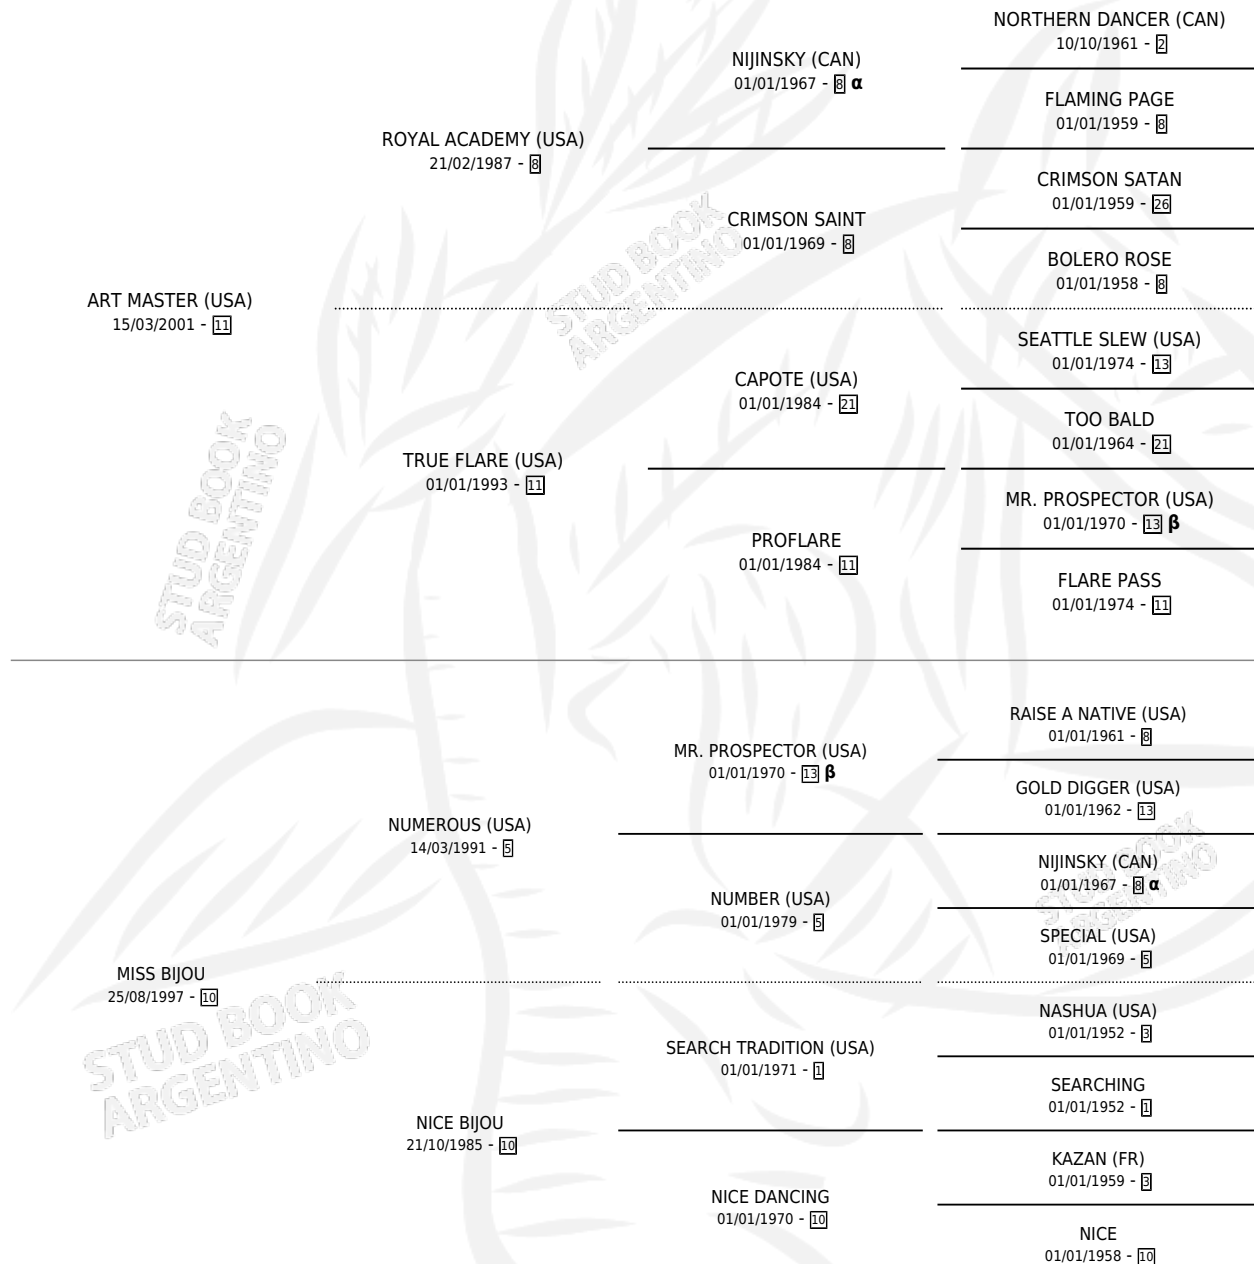 NORTHERN DANCER (CAN)
10/10/1961 - 2
NIJINSKY (CAN)
01/01/1967 - 8 α
FLAMING PAGE
01/01/1959 - 8
ROYAL ACADEMY (USA)
21/02/1987 - 8
CRIMSON SATAN
01/01/1959 - 26
CRIMSON SAINT
01/01/1969 - 8
BOLERO ROSE
01/01/1958 - 8
ART MASTER (USA)
15/03/2001 - 11
SEATTLE SLEW (USA)
01/01/1974 - 13
CAPOTE (USA)
01/01/1984 - 21
TOO BALD
01/01/1964 - 21
TRUE FLARE (USA)
01/01/1993 - 11
MR. PROSPECTOR (USA)
01/01/1970 - 13 β
PROFLARE
01/01/1984 - 11
FLARE PASS
01/01/1974 - 11
RAISE A NATIVE (USA)
01/01/1961 - 8
MR. PROSPECTOR (USA)
01/01/1970 - 13 β
GOLD DIGGER (USA)
01/01/1962 - 13
NUMEROUS (USA)
14/03/1991 - 5
NIJINSKY (CAN)
01/01/1967 - 8 α
NUMBER (USA)
01/01/1979 - 5
SPECIAL (USA)
01/01/1969 - 5
MISS BIJOU
25/08/1997 - 10
NASHUA (USA)
01/01/1952 - 3
SEARCH TRADITION (USA)
01/01/1971 - 1
SEARCHING
01/01/1952 - 1
NICE BIJOU
21/10/1985 - 10
KAZAN (FR)
01/01/1959 - 3
NICE DANCING
01/01/1970 - 10
NICE
01/01/1958 - 10
STUD BOOK
ARGENTINO
STUD BOOK
ARGENTINO
STUD BOOK
ARGENTINO
STUD BOOK
ARGENTINO